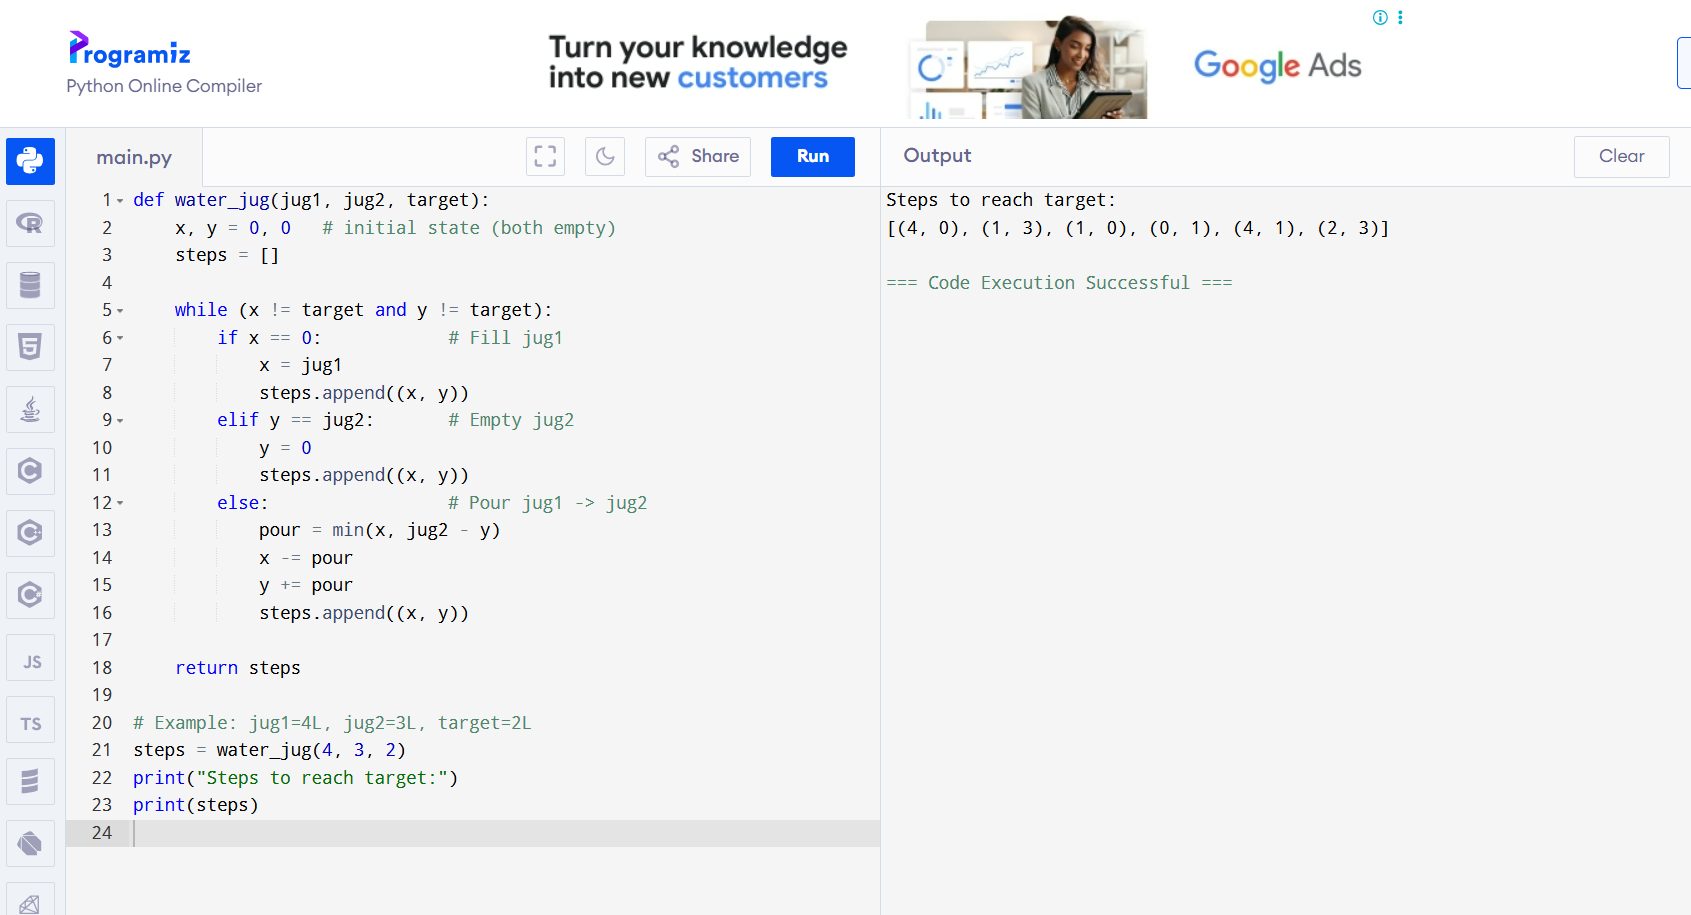 Programiz
Python Online Compiler
Turn your knowledge
into new customers
Google Ads
main.py
Share
Run
Output
Clear
1 def water_jug(jug1, jug2, target):
2     x, y = 0, 0   # initial state (both empty)
3     steps = []
4
5     while (x != target and y != target):
6         if x == 0:            # Fill jug1
7             x = jug1
8             steps.append((x, y))
9         elif y == jug2:       # Empty jug2
10             y = 0
11             steps.append((x, y))
12         else:                 # Pour jug1 -> jug2
13             pour = min(x, jug2 - y)
14             x -= pour
15             y += pour
16             steps.append((x, y))
17
18     return steps
19
20 # Example: jug1=4L, jug2=3L, target=2L
21 steps = water_jug(4, 3, 2)
22 print("Steps to reach target:")
23 print(steps)
24
Steps to reach target:
[(4, 0), (1, 3), (1, 0), (0, 1), (4, 1), (2, 3)]
=== Code Execution Successful ===
R
5
C
C
C
JS
TS